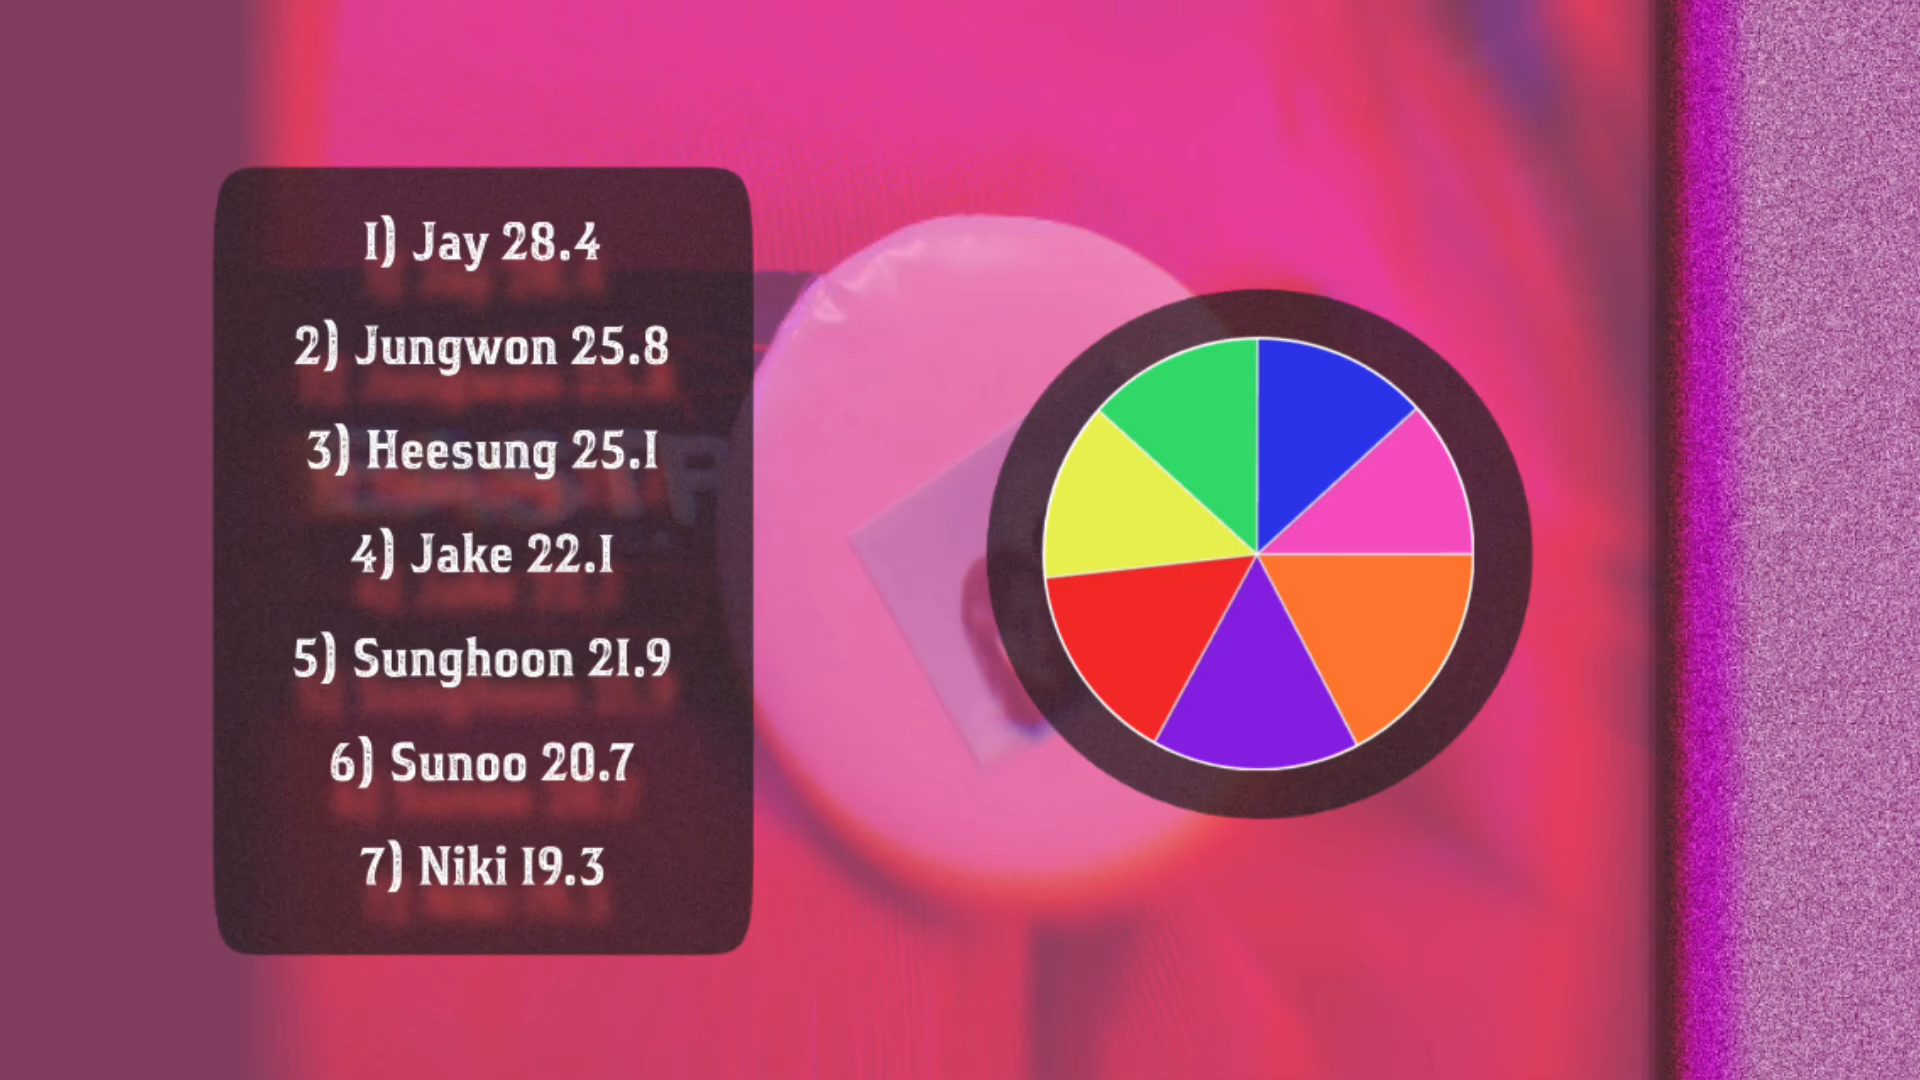 1) Jay 28.4
2) Jungwon 25.8
3) Heesung 25.1
4) Jake 22.1
5) Sunghoon 21.9
6) Sunoo 20.7
7) Niki 19.3